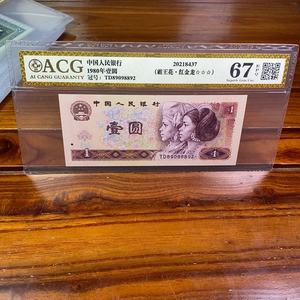 ACG
AI CANG GUARANTY
中国人民银行
1980年壹圆
冠号：TD89098892
20218437
（霸王花·红金龙☆☆☆）
67
EPQ
中国人民银行
壹圆
1
1
TD89098892